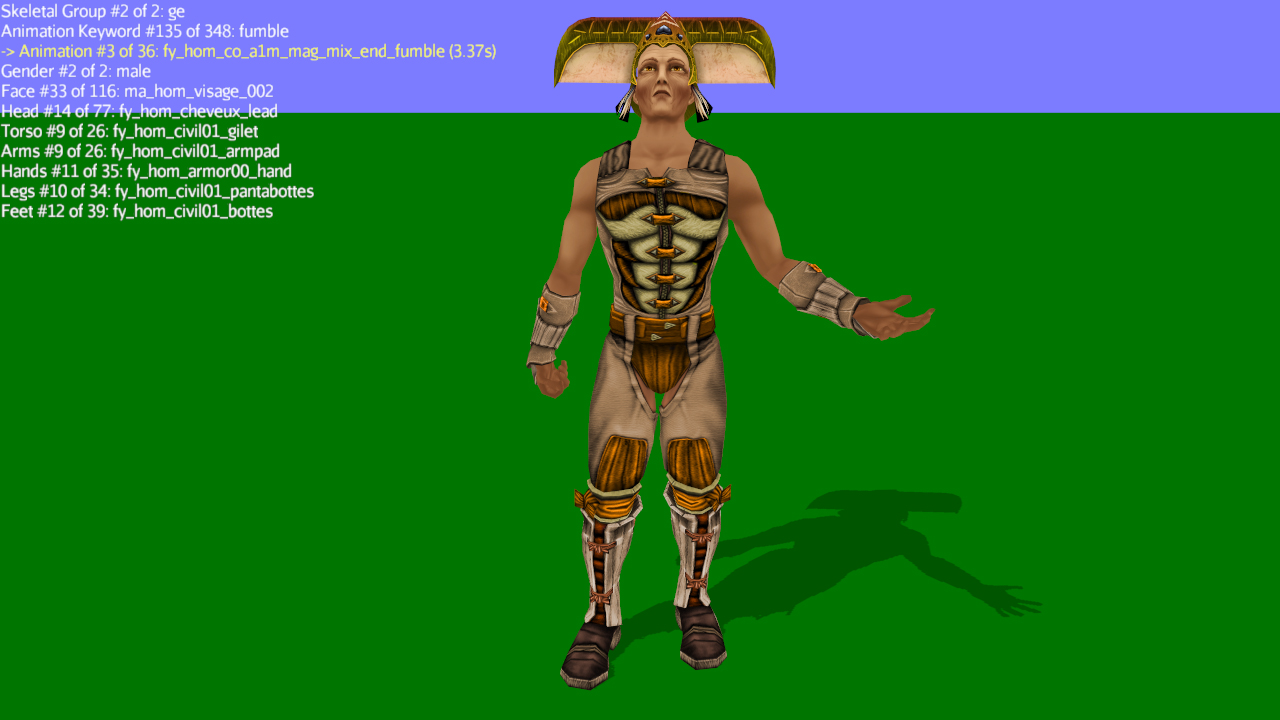 Skeletal Group #2 of 2: ge
Animation Keyword #135 of 348: fumble
-> Animation #3 of 36: fy_hom_co_a1m_mag_mix_end_fumble (3.37s)
Gender #2 of 2: male
Face #33 of 116: ma_hom_visage_002
Head #14 of 77: fy_hom_cheveux_lead
Torso #9 of 26: fy_hom_civil01_gilet
Arms #9 of 26: fy_hom_civil01_armpad
Hands #11 of 35: fy_hom_armor00_hand
Legs #10 of 34: fy_hom_civil01_pantabottes
Feet #12 of 39: fy_hom_civil01_bottes